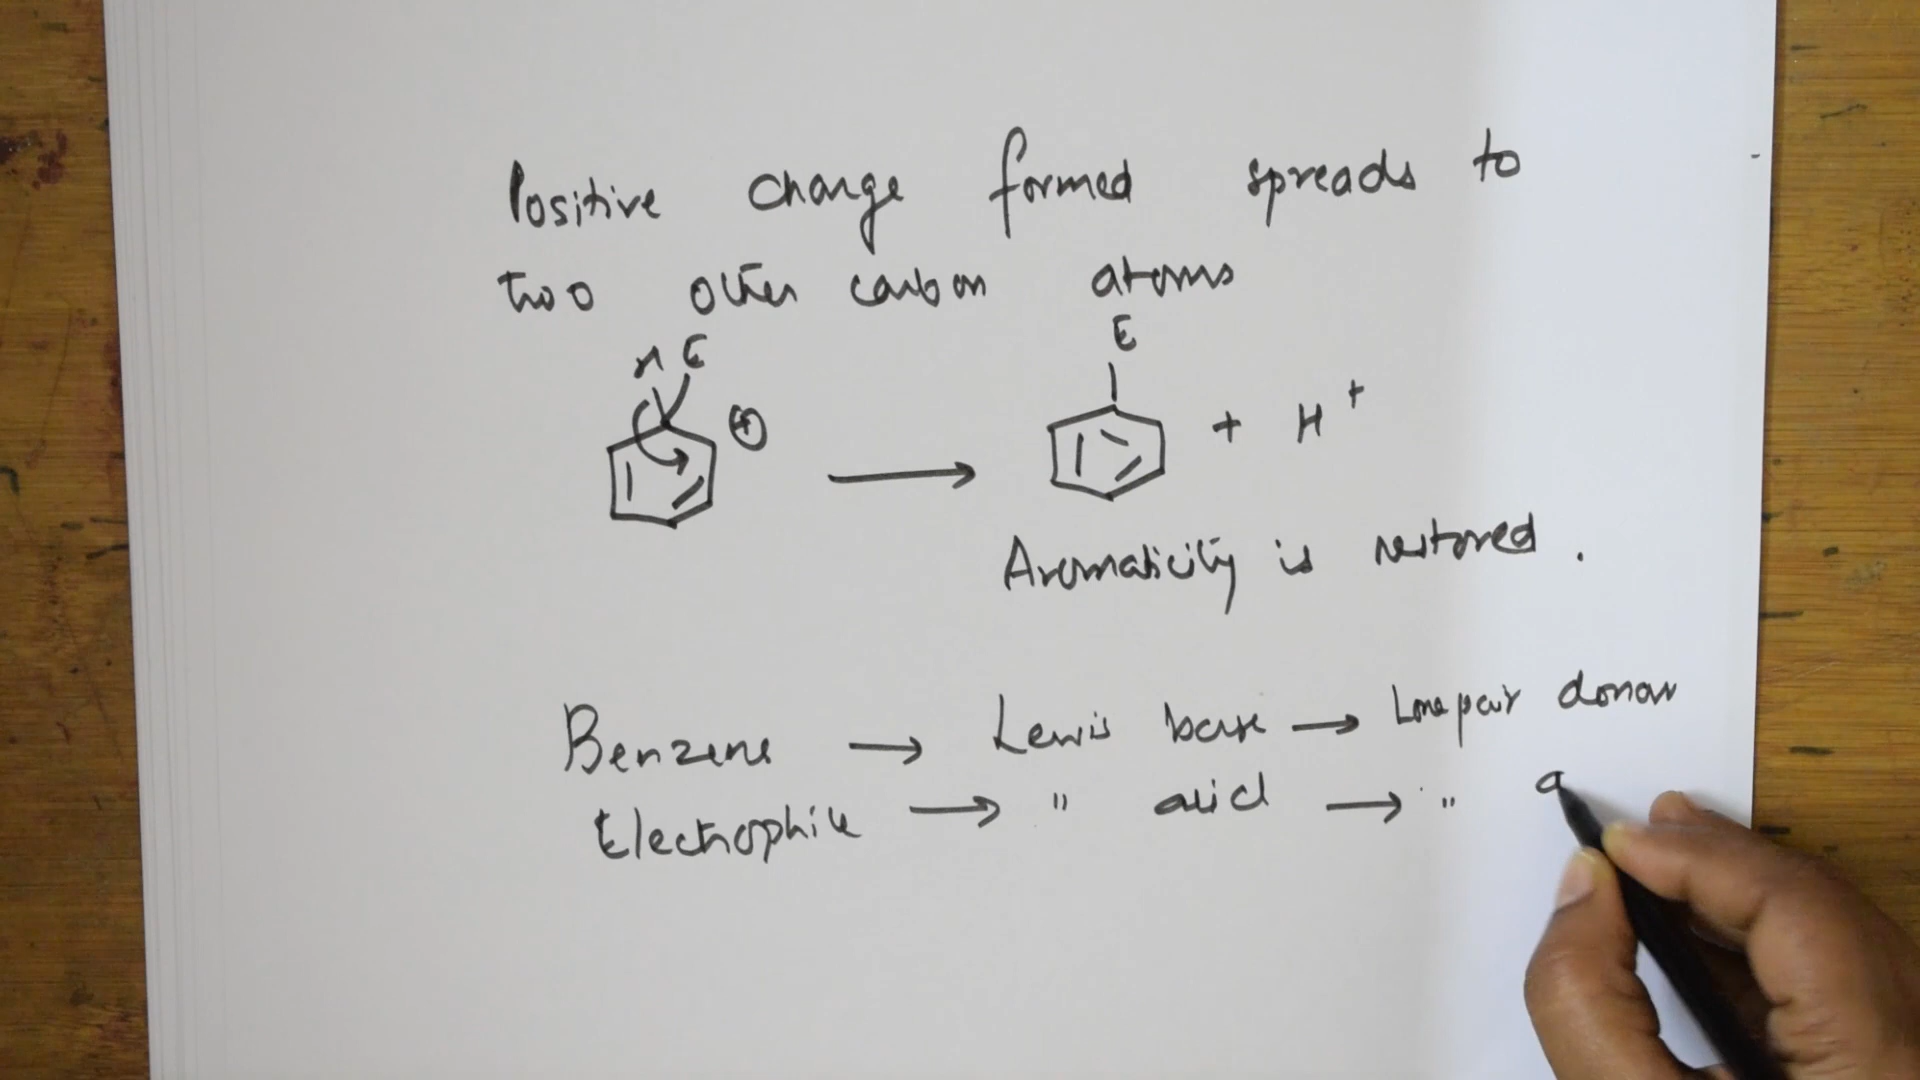 Positive charge formed spreads to
two other carbon atoms
H E
⊕
E
+ H⁺
Aromaticity is restored.
Benzene → Lewis base → Lone pair donor
Electrophile → " acid → " a